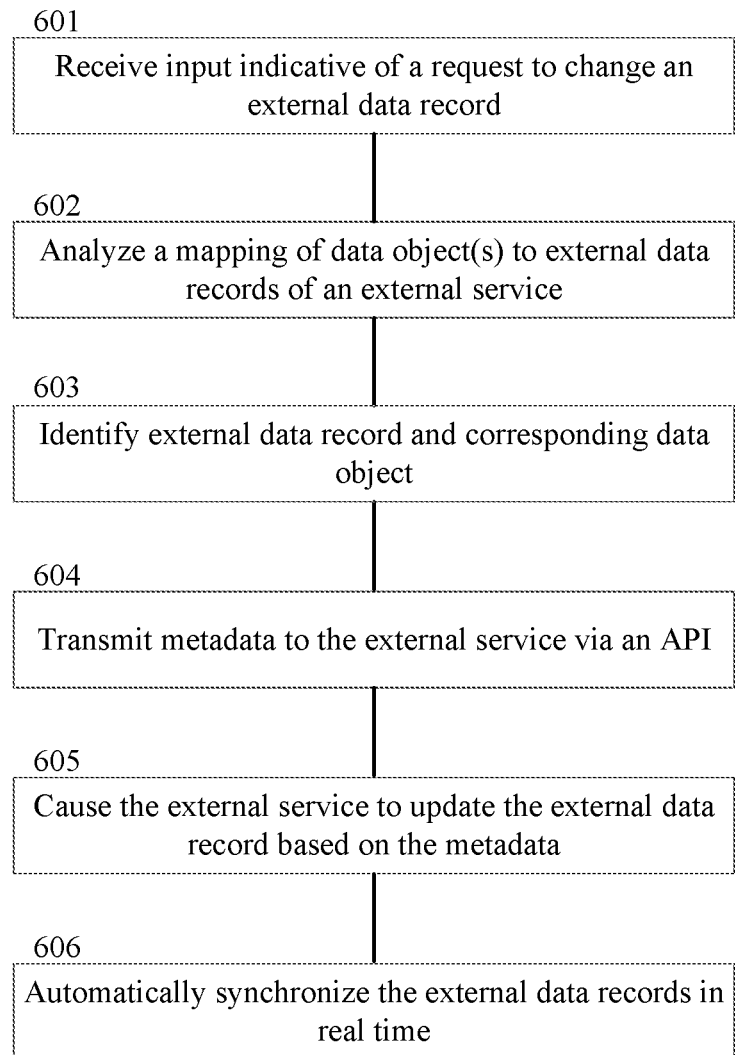 601
Receive input indicative of a request to change an
external data record
602
Analyze a mapping of data object(s) to external data
records of an external service
603
Identify external data record and corresponding data
object
604
Transmit metadata to the external service via an API
605
Cause the external service to update the external data
record based on the metadata
606
Automatically synchronize the external data records in
real time